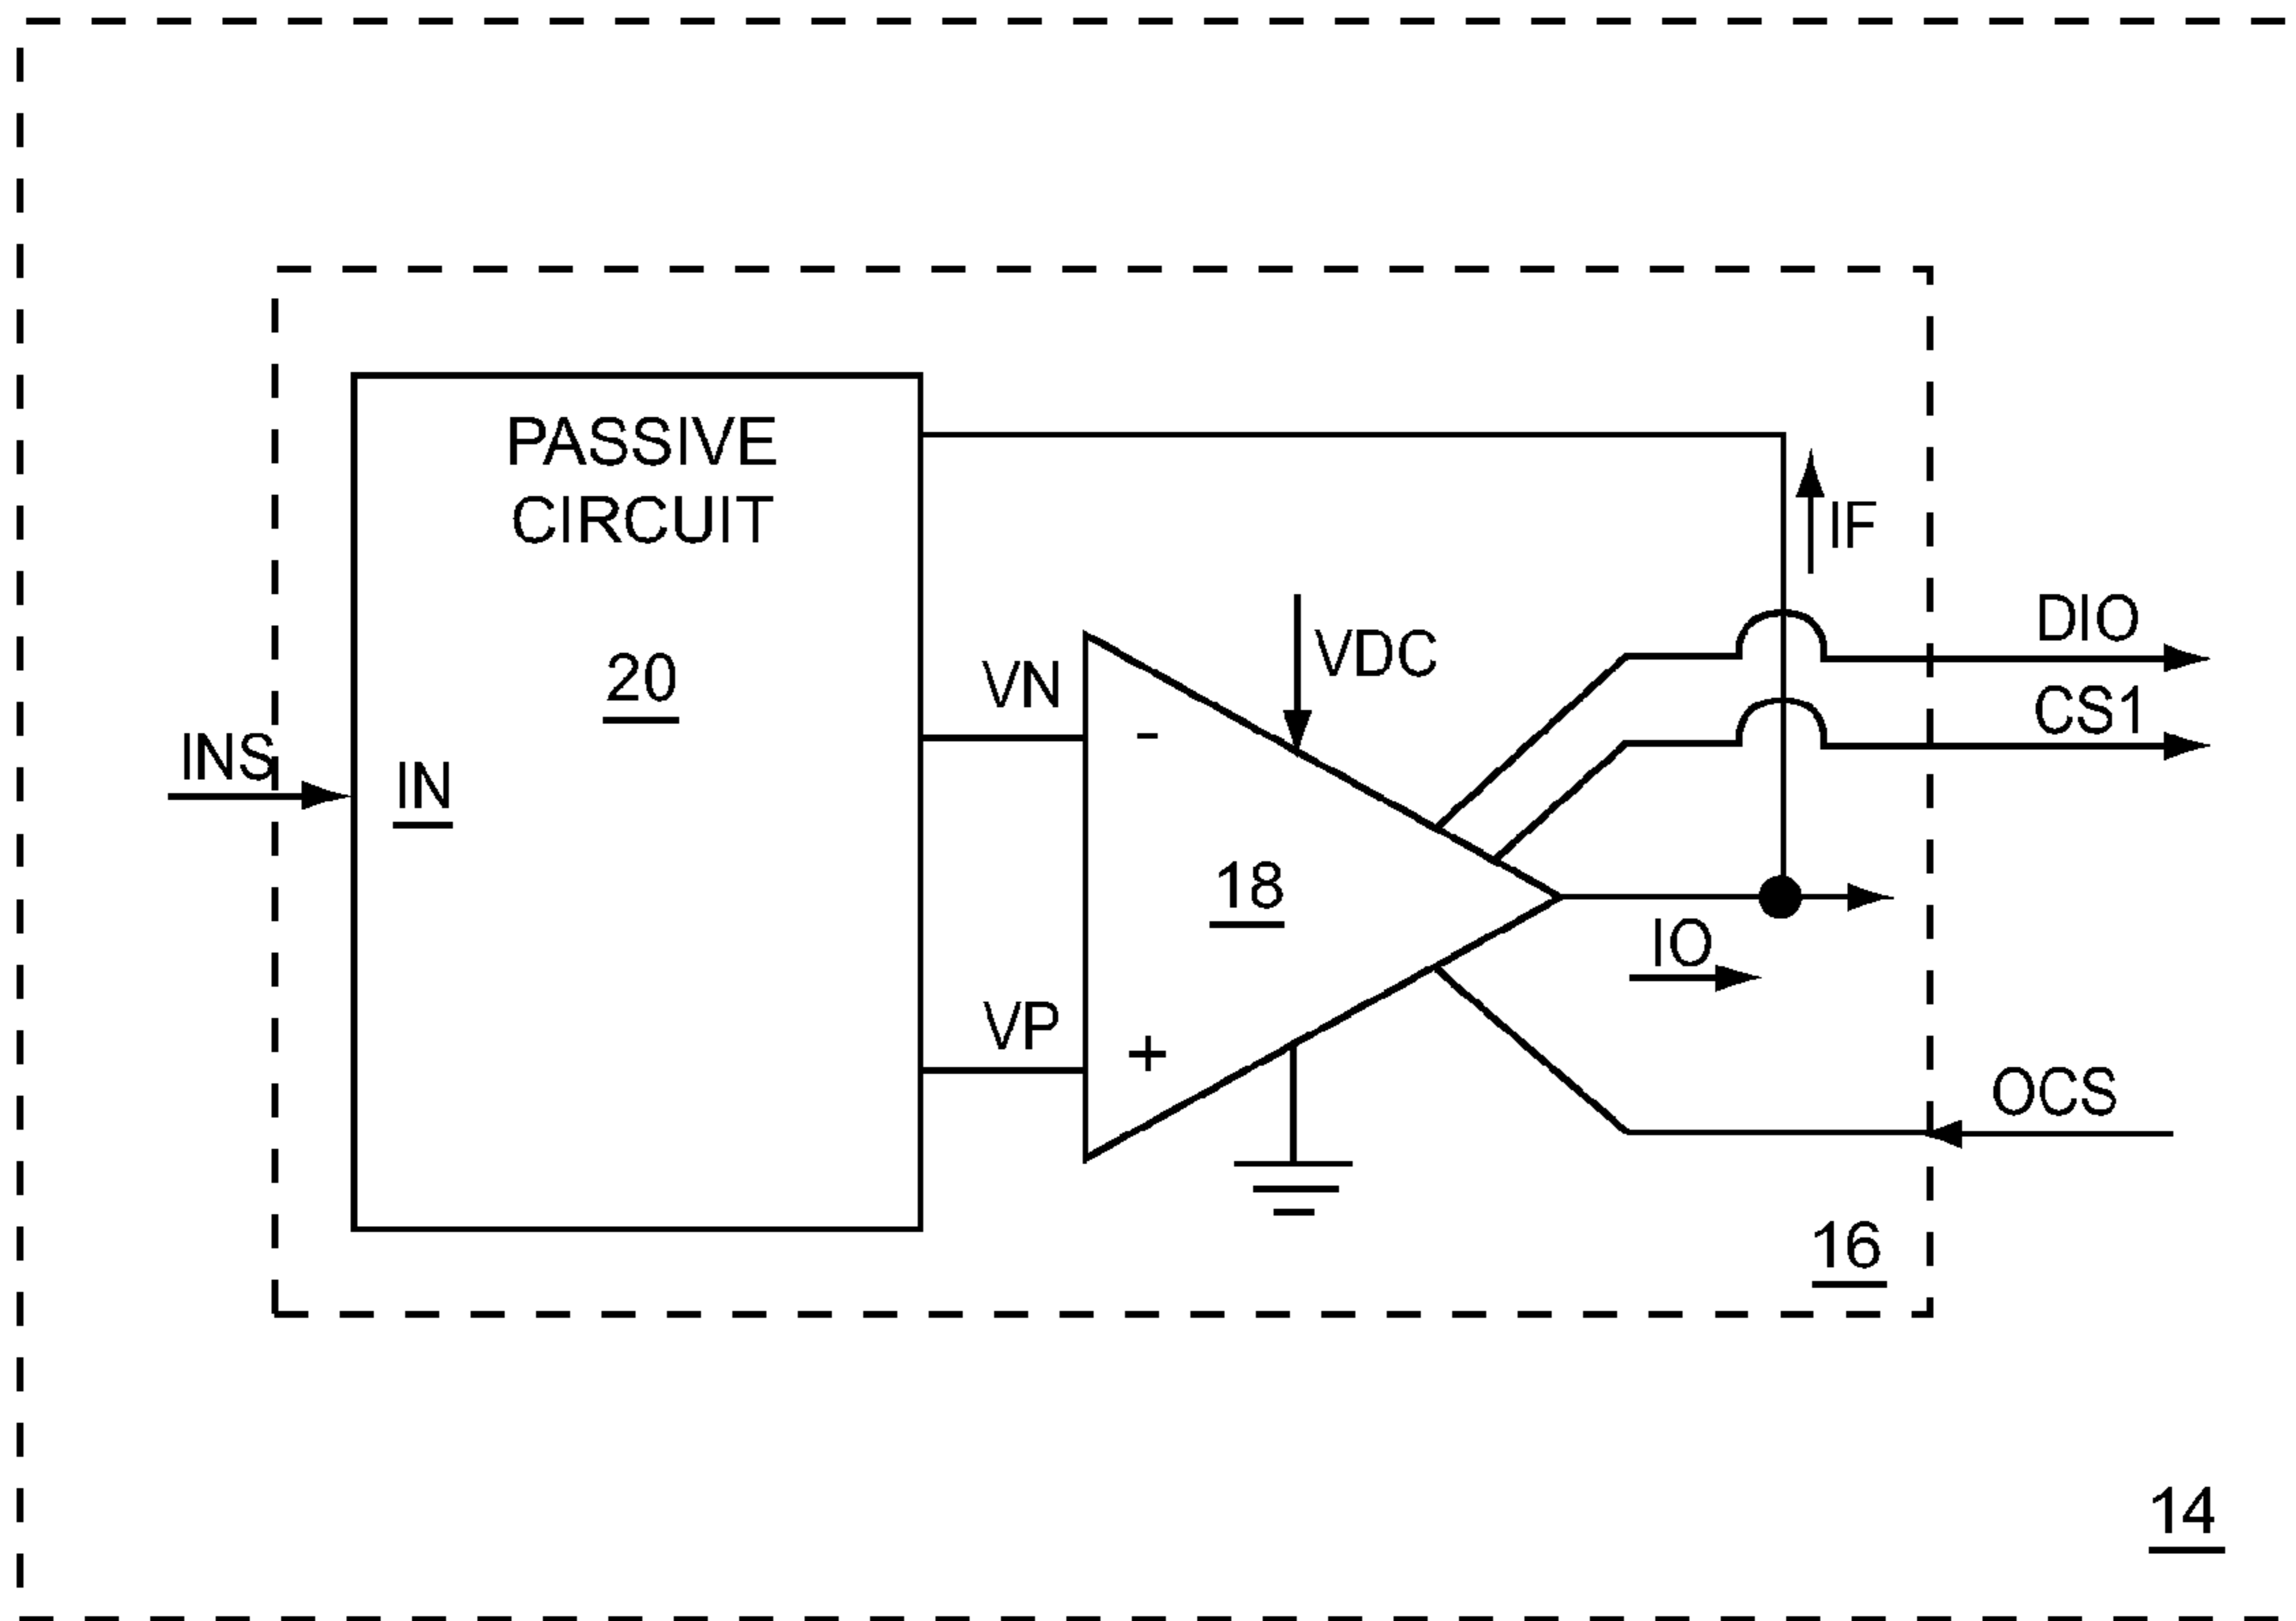 PASSIVE
CIRCUIT
20
IN
INS
VN
-
VP
+
18
VDC
IF
DIO
CS1
IO
OCS
16
14